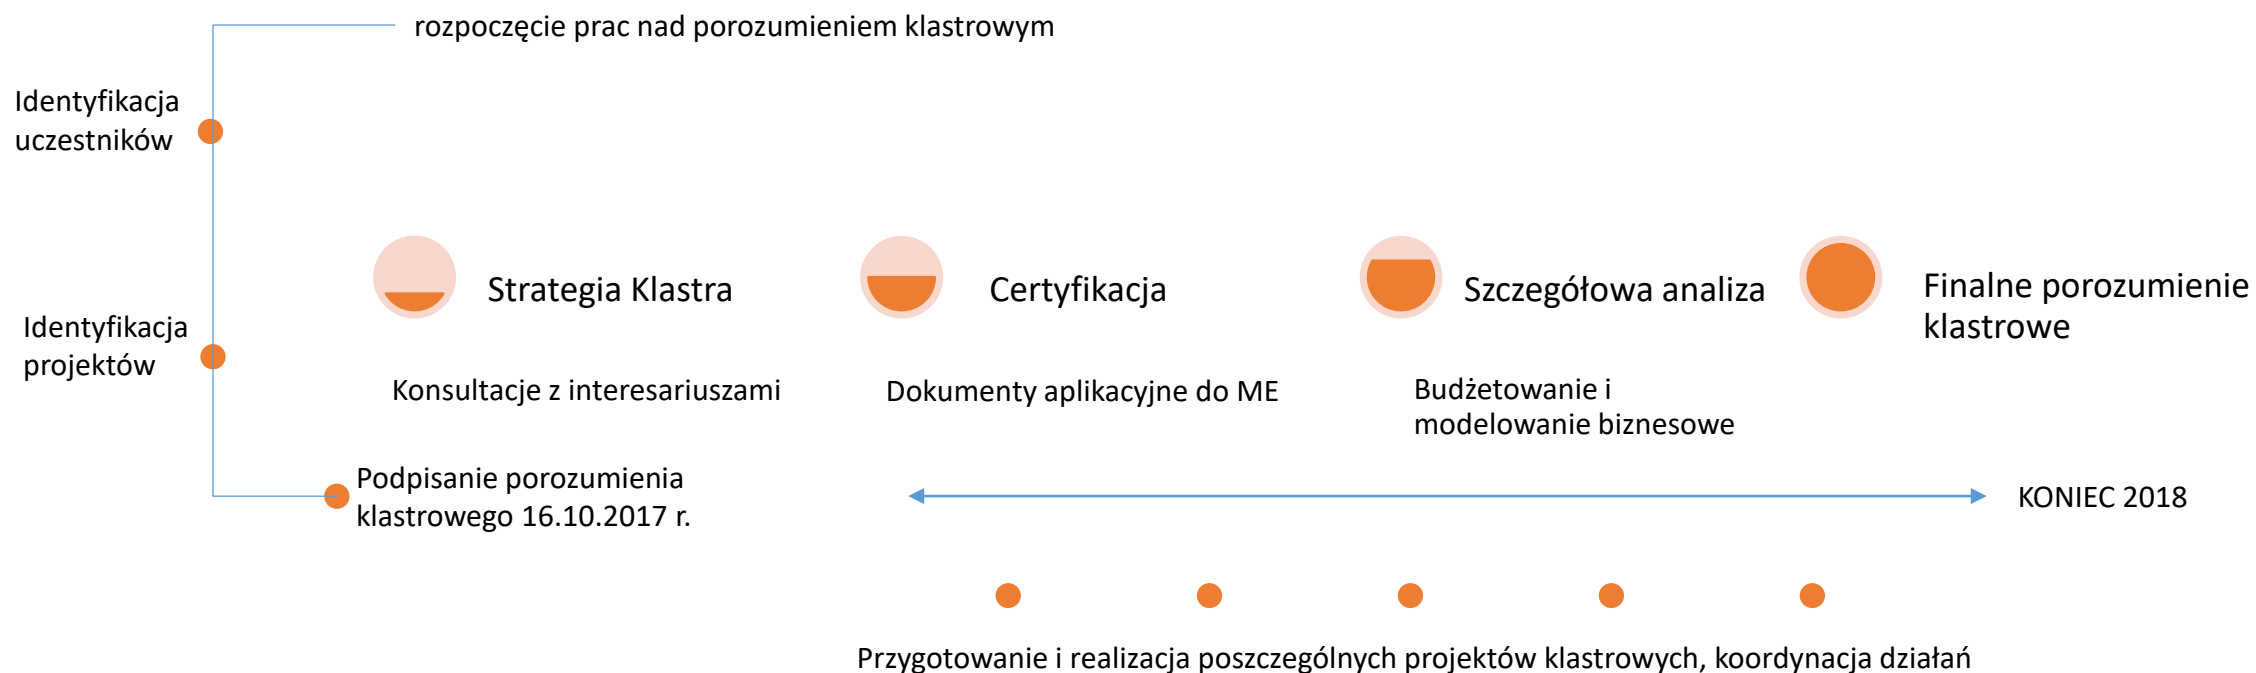 rozpoczęcie prac nad porozumieniem klastrowym
Identyfikacja
uczestników
Identyfikacja
projektów
Strategia Klastra
Certyfikacja
Szczegółowa analiza
Finalne porozumienie
klastrowe
Konsultacje z interesariuszami
Dokumenty aplikacyjne do ME
Budżetowanie i
modelowanie biznesowe
Podpisanie porozumienia
klastrowego 16.10.2017 r.
KONIEC 2018
Przygotowanie i realizacja poszczególnych projektów klastrowych, koordynacja działań